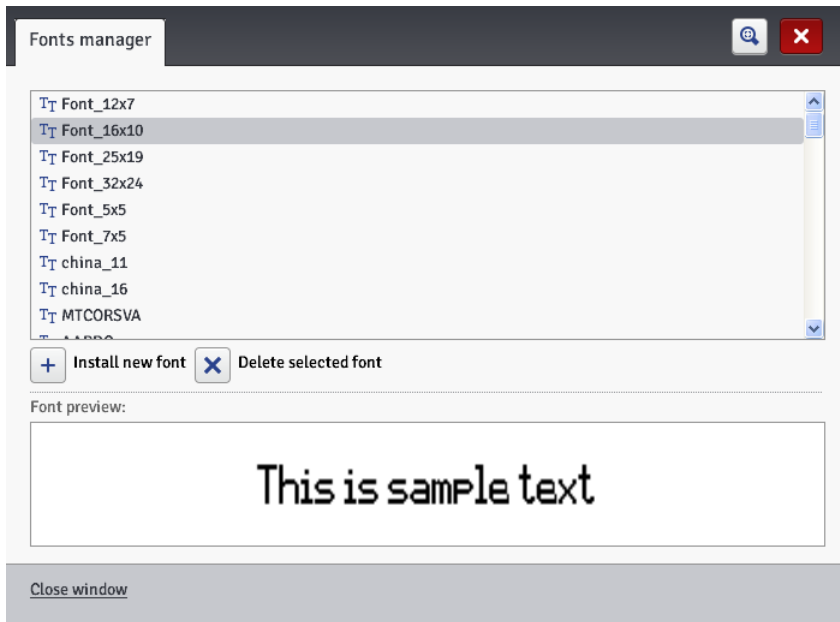 Fonts manager
Font_12x7
Font_16x10
Font_25x19
Font_32x24
Font_5x5
Font_7x5
china_11
china_16
MTCORSVA
Install new font
Delete selected font
Font preview:
This is sample text
Close window